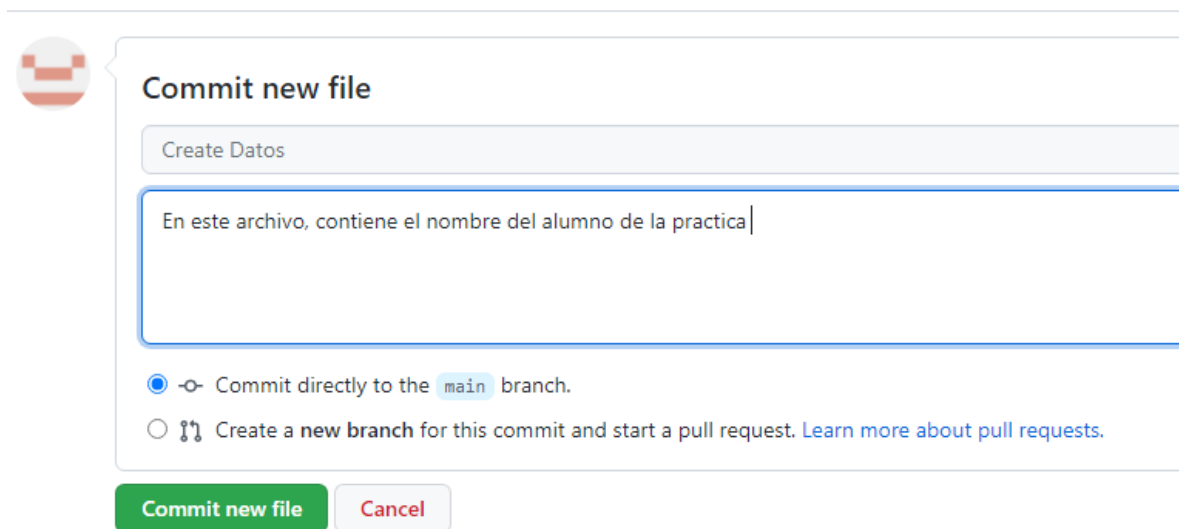 Commit new file
Create Datos
En este archivo, contiene el nombre del alumno de la practica
Commit directly to the main branch.
Create a new branch for this commit and start a pull request. Learn more about pull requests.
Commit new file Cancel